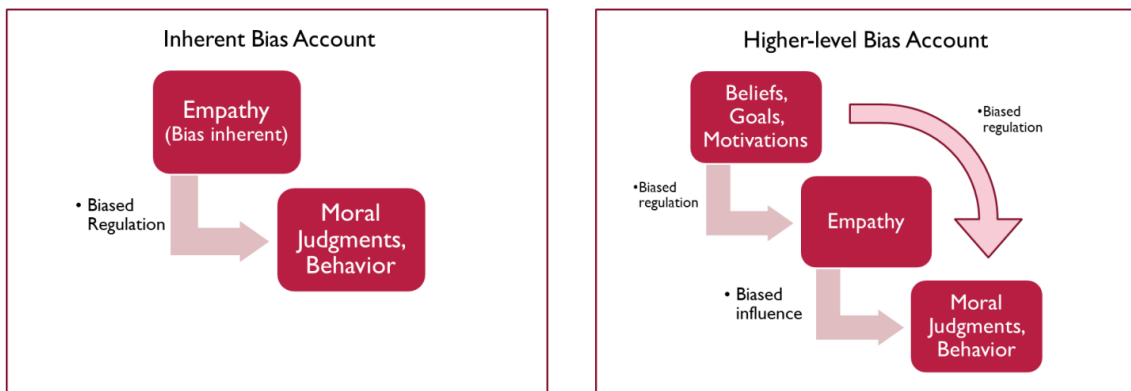 Inherent Bias Account
Empathy
(Bias inherent)
• Biased
Regulation
Moral
Judgments,
Behavior
Higher-level Bias Account
Beliefs,
Goals,
Motivations
•Biased
regulation
•Biased
regulation
Empathy
• Biased
influence
Moral
Judgments,
Behavior